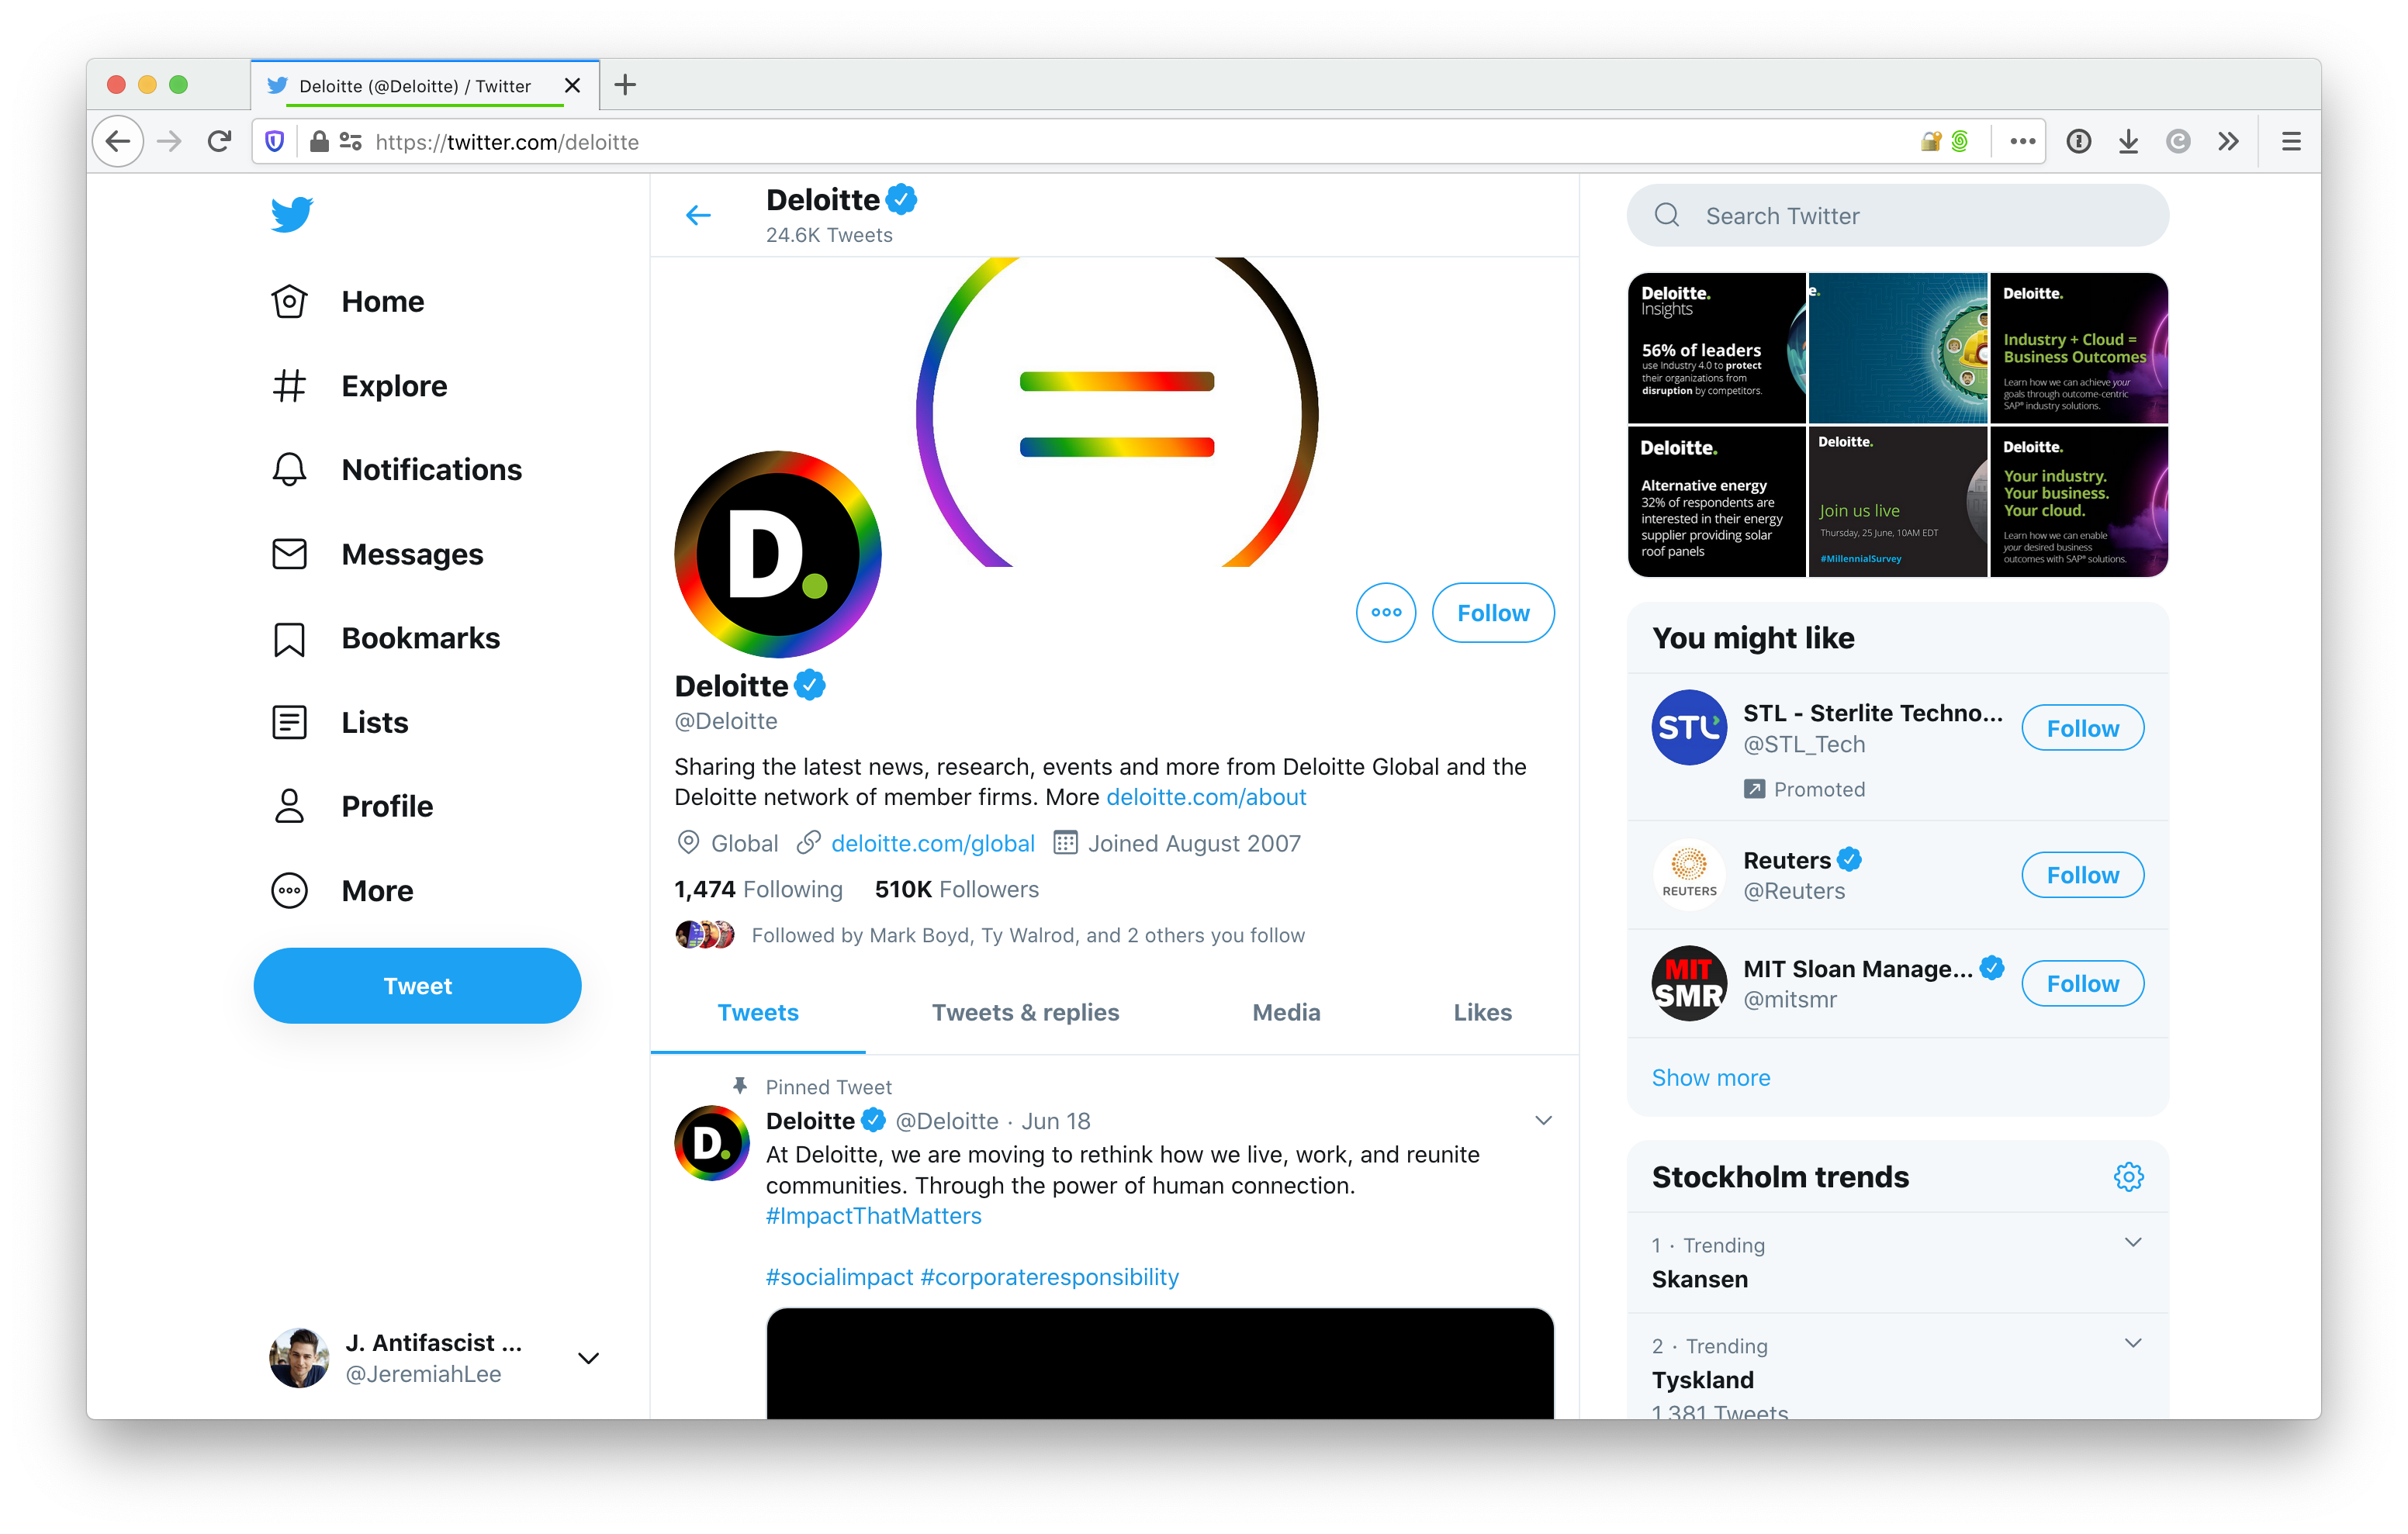 Deloitte (@Deloitte) / Twitter
https://twitter.com/deloitte
Home
Explore
Notifications
Messages
Bookmarks
Lists
Profile
More
Tweet
J. Antifascist ...
@JeremiahLee
Deloitte
24.6K Tweets
D.
Follow
Deloitte
@Deloitte
Sharing the latest news, research, events and more from Deloitte Global and the
Deloitte network of member firms. More deloitte.com/about
Global deloitte.com/global Joined August 2007
1,474 Following 510K Followers
Followed by Mark Boyd, Ty Walrod, and 2 others you follow
Tweets Tweets & replies Media Likes
Pinned Tweet
D.
Deloitte @Deloitte · Jun 18
At Deloitte, we are moving to rethink how we live, work, and reunite
communities. Through the power of human connection.
#ImpactThatMatters
#socialimpact #corporateresponsibility
Search Twitter
Deloitte.
Insights
56% of leaders
use Industry 4.0 to protect
their organizations from
disruption by competitors.
e.
Deloitte.
Industry + Cloud =
Business Outcomes
Learn how we can achieve your
goals through outcome-centric
SAP® industry solutions.
Deloitte.
Alternative energy
32% of respondents are
interested in their energy
supplier providing solar
roof panels
Deloitte.
Join us live
Thursday, 25 June, 10AM EDT
#MillennialSurvey
Deloitte.
Your industry.
Your business.
Your cloud.
Learn how we can enable
your desired business
outcomes with SAP® solutions.
You might like
STL
STL - Sterlite Techno...
@STL_Tech
Follow
Promoted
REUTERS
Reuters
@Reuters
Follow
MIT
SMR
MIT Sloan Manage...
@mitsmr
Follow
Show more
Stockholm trends
1 · Trending
Skansen
2 · Trending
Tyskland
1,381 Tweets